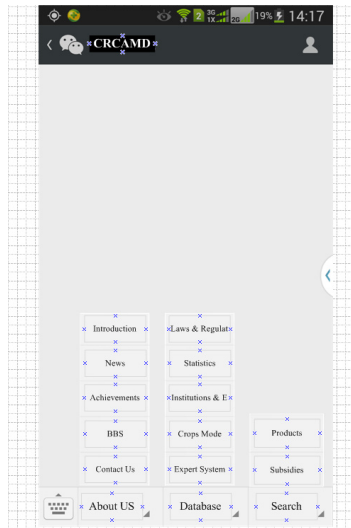 2 3G 1X 2G 19% 14:17
CRCAMD
Introduction Laws & Regulat
News Statistics
Achievements Institutions & E
BBS Crops Mode Products
Contact Us Expert System Subsidies
About US Database Search